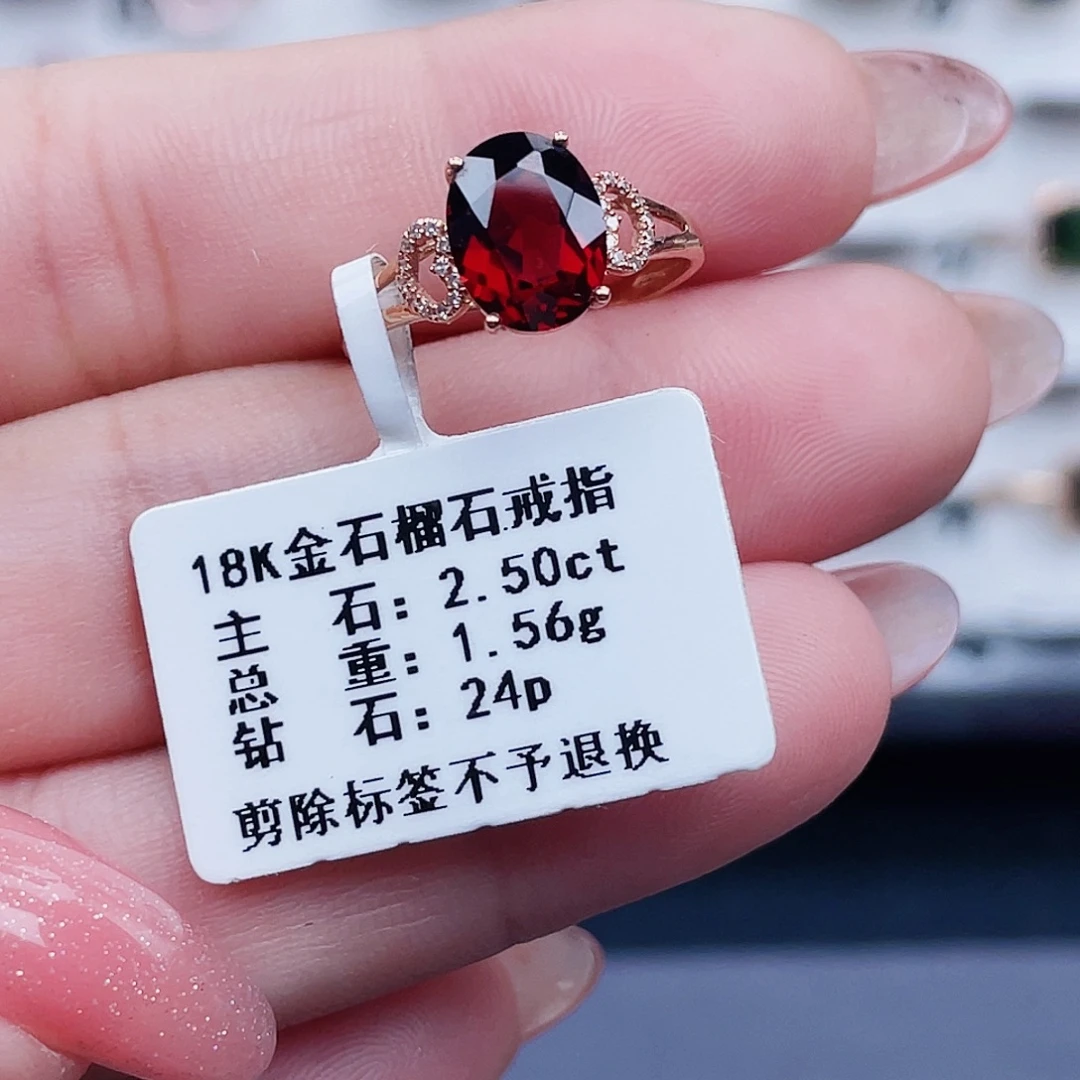 18K金石榴石戒指
主 石：2.50ct
总 重：1.56g
钻 石：24p
剪除标签不予退换